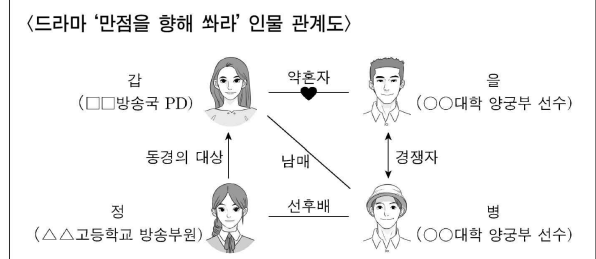 〈드라마 ‘만점을 향해 쏴라’ 인물 관계도〉
갑 약혼자 을
(□□방송국 PD) (○○대학 양궁부 선수)
동경의 대상 남매 경쟁자
정 선후배 병
(△△고등학교 방송부원) (○○대학 양궁부 선수)